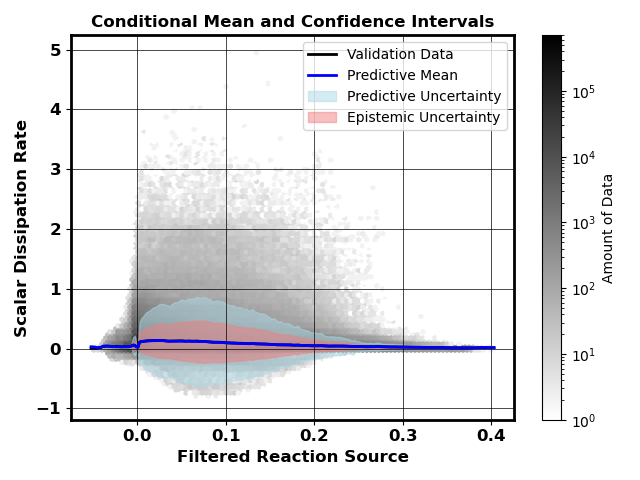 Conditional Mean and Confidence Intervals
Validation Data
Predictive Mean
Predictive Uncertainty
Epistemic Uncertainty
5
4
3
2
1
0
−1
Scalar Dissipation Rate
0.0 0.1 0.2 0.3 0.4
Filtered Reaction Source
10^5
10^4
10^3
10^2
10^1
10^0
Amount of Data